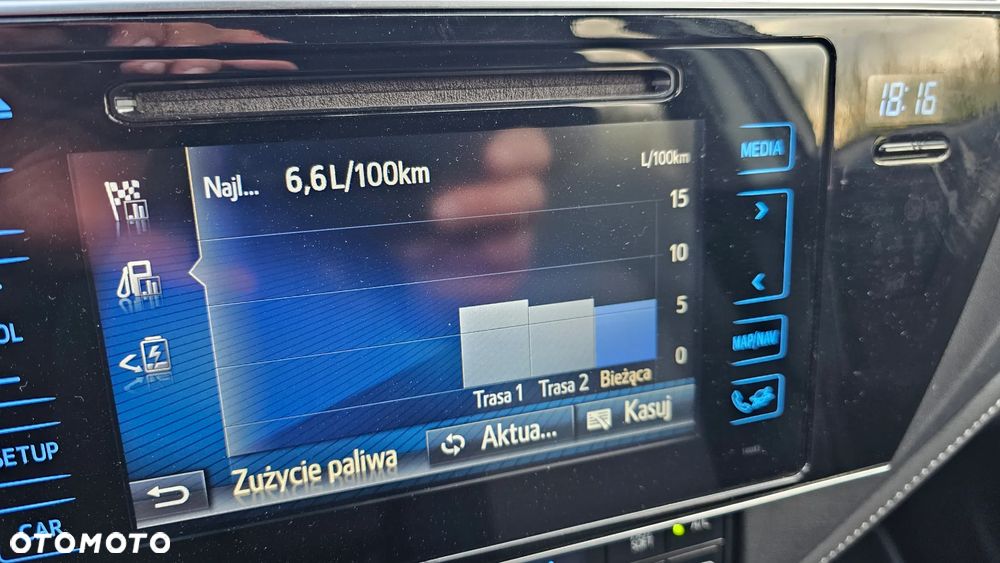 18:16
Najl... 6,6L/100km
L/100km
15
10
5
0
Trasa 1 Trasa 2 Bieżąca
Aktua... Kasuj
Zużycie paliwa
MEDIA
MAP/NAV
OL
SETUP
CAR
A/C
OTOMOTO